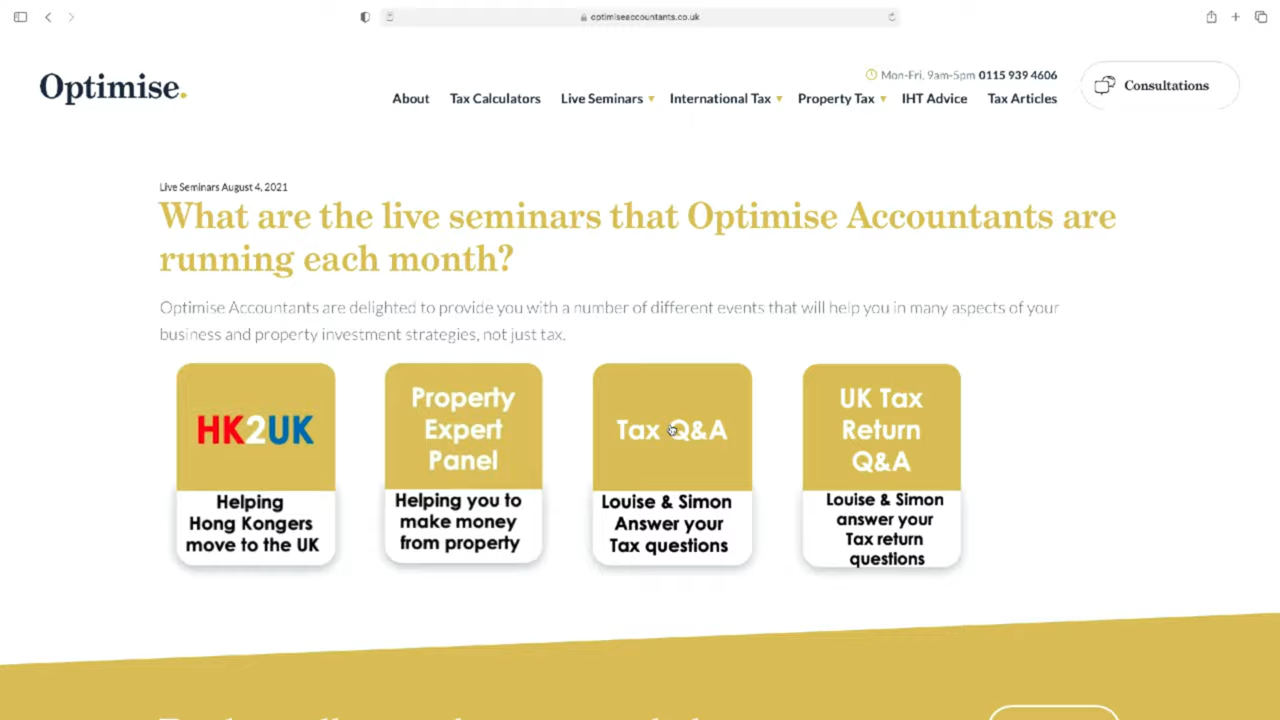 optimiseaccountants.co.uk
Optimise.
Mon-Fri, 9am-5pm 0115 939 4606
About Tax Calculators Live Seminars International Tax Property Tax IHT Advice Tax Articles
Consultations
Live Seminars August 4, 2021
What are the live seminars that Optimise Accountants are
running each month?
Optimise Accountants are delighted to provide you with a number of different events that will help you in many aspects of your
business and property investment strategies, not just tax.
HK2UK
Helping
Hong Kongers
move to the UK
Property
Expert
Panel
Helping you to
make money
from property
Tax Q&A
Louise & Simon
Answer your
Tax questions
UK Tax
Return
Q&A
Louise & Simon
answer your
Tax return
questions